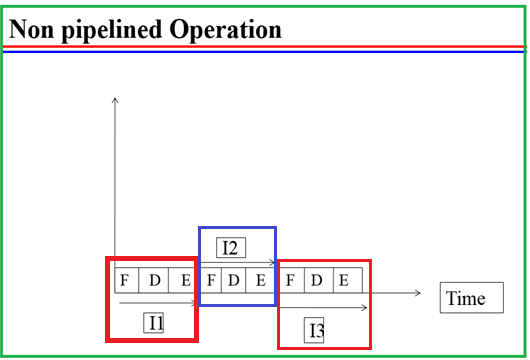 Non pipelined Operation
I2
F D E F D E F D E
Time
I1
I3